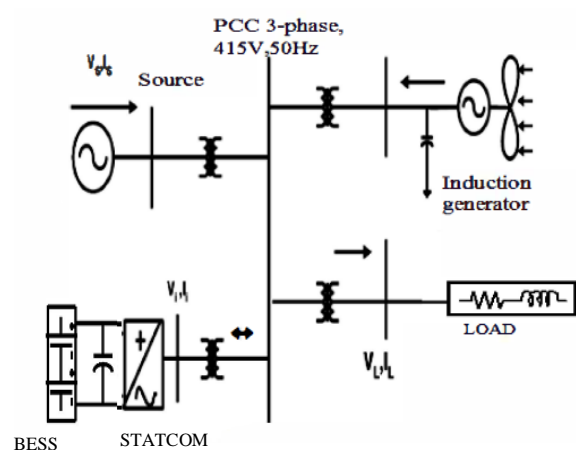 PCC 3-phase,
415V,50Hz
Source
Induction
generator
LOAD
BESS
STATCOM